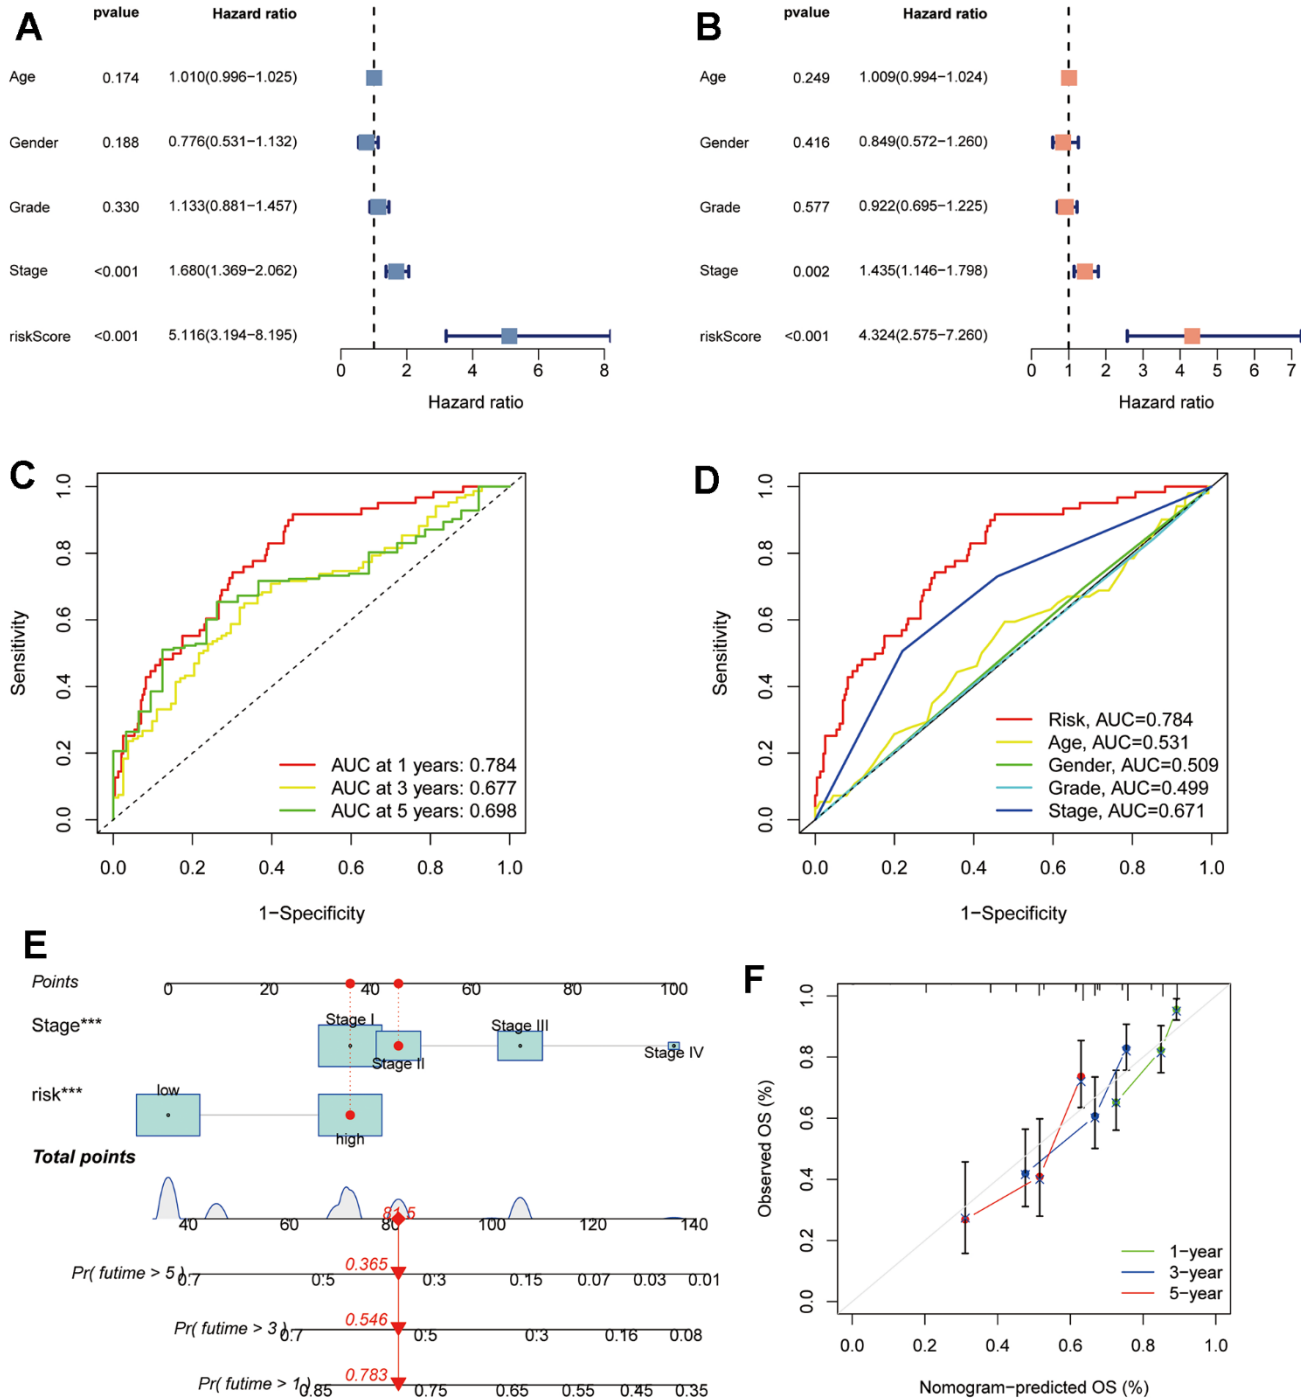 A
pvalue Hazard ratio
Age 0.174 1.010(0.996−1.025)
Gender 0.188 0.776(0.531−1.132)
Grade 0.330 1.133(0.881−1.457)
Stage <0.001 1.680(1.369−2.062)
riskScore <0.001 5.116(3.194−8.195)
0 2 4 6 8
Hazard ratio
B
pvalue Hazard ratio
Age 0.249 1.009(0.994−1.024)
Gender 0.416 0.849(0.572−1.260)
Grade 0.577 0.922(0.695−1.225)
Stage 0.002 1.435(1.146−1.798)
riskScore <0.001 4.324(2.575−7.260)
0 1 2 3 4 5 6 7
Hazard ratio
C
Sensitivity
1.0
0.8
0.6
0.4
0.2
0.0
AUC at 1 years: 0.784
AUC at 3 years: 0.677
AUC at 5 years: 0.698
0.0 0.2 0.4 0.6 0.8 1.0
1−Specificity
D
Sensitivity
1.0
0.8
0.6
0.4
0.2
0.0
Risk, AUC=0.784
Age, AUC=0.531
Gender, AUC=0.509
Grade, AUC=0.499
Stage, AUC=0.671
0.0 0.2 0.4 0.6 0.8 1.0
1−Specificity
E
Points
0 20 40 60 80 100
Stage***
Stage I
Stage II
Stage III
Stage IV
risk***
low
high
Total points
81.5
40 60 80 100 120 140
0.365
Pr( futime > 5 )
0.7 0.5 0.3 0.15 0.07 0.03 0.01
0.546
Pr( futime > 3 )
0.7 0.5 0.3 0.16 0.08
0.783
Pr( futime > 1 )
0.85 0.75 0.65 0.55 0.45 0.35
F
Observed OS (%)
1.0
0.8
0.6
0.4
0.2
0.0
1−year
3−year
5−year
0.0 0.2 0.4 0.6 0.8 1.0
Nomogram−predicted OS (%)